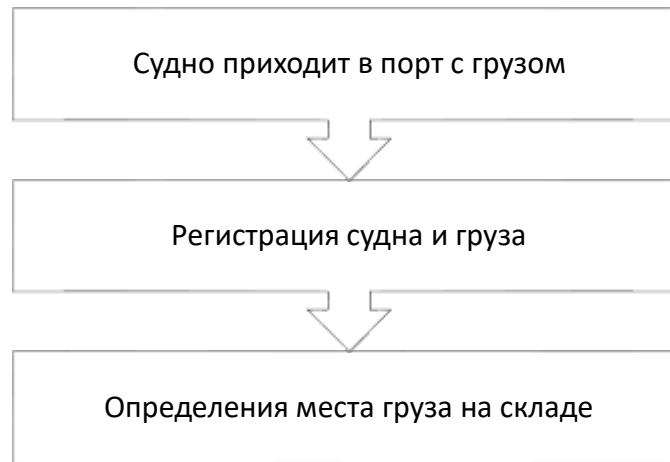 Судно приходит в порт с грузом
Регистрация судна и груза
Определения места груза на складе